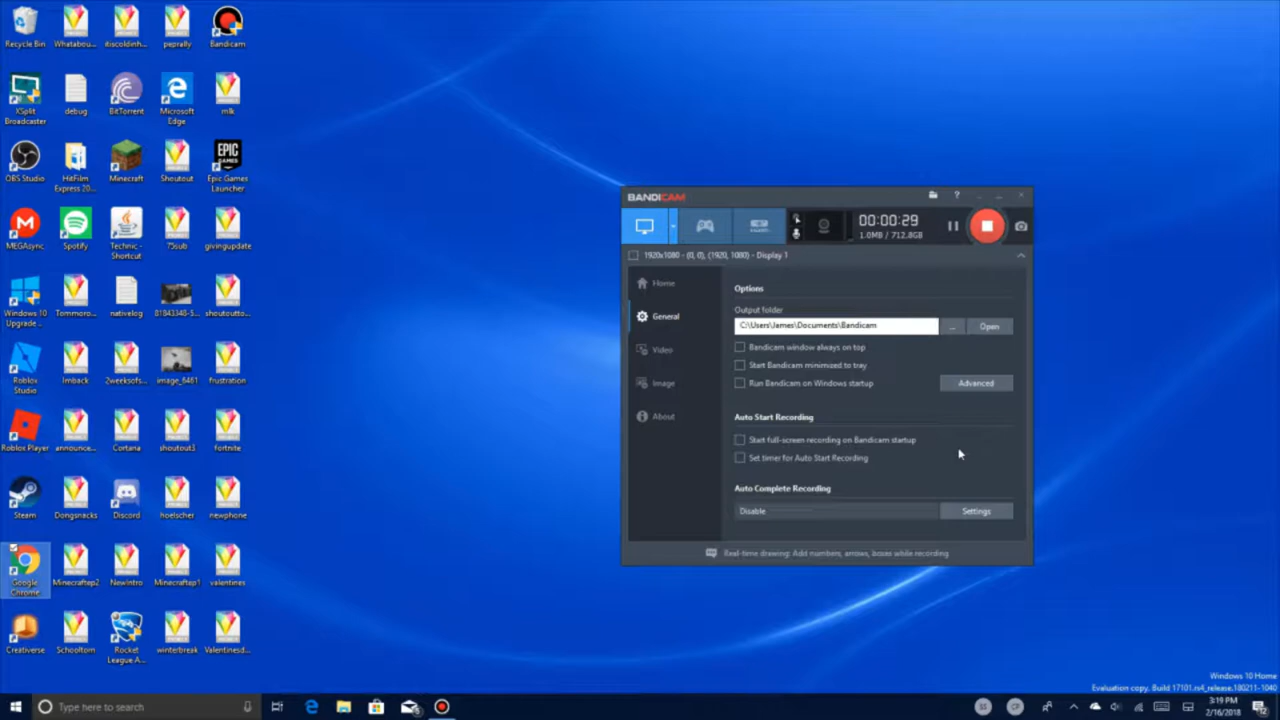 Recycle Bin
Whatabou...
discoldinh...
peprally
Bandicam
XSplit
Broadcaster
debug
BitTorrent
Microsoft
Edge
mlk
OBS Studio
HitFilm
Express 20...
Minecraft
Shoutout
EPIC
GAMES
Epic Games
Launcher
MEGAsync
Spotify
Technic -
Shortcut
75sub
givingupdate
Windows 10
Upgrade...
Tommoro...
nativelog
81843348-5...
shoutoutto...
Roblox
Studio
Imback
2weeksofs...
image_6461
frustration
Roblox Player
announce...
Cortana
shoutout3
fortnite
Steam
Dongsnacks
Discord
hoelscher
newphone
Google
Chrome
Minecraftep2
NewIntro
Minecraftep1
valentines
Creativerse
Schooltom
Rocket
League A...
winterbreak
Valentinesd...
BANDICAM
?
00:00:29
1.0MB / 712.8GB
1920x1080 - (0, 0), (1920, 1080) - Display 1
Home
General
Video
Image
About
Options
Output folder
C:\Users\James\Documents\Bandicam
...
Open
Bandicam window always on top
Start Bandicam minimized to tray
Run Bandicam on Windows startup
Advanced
Auto Start Recording
Start full-screen recording on Bandicam startup
Set timer for Auto Start Recording
Auto Complete Recording
Disable
Settings
Real-time drawing: Add numbers, arrows, boxes while recording
Windows 10 Home
Evaluation copy. Build 17101.rs4_release.180211-1040
Type here to search
3:19 PM
2/16/2018